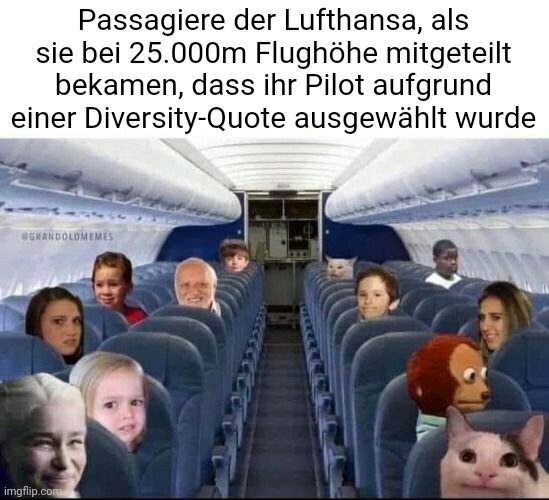 Passagiere der Lufthansa, als
sie bei 25.000m Flughöhe mitgeteilt
bekamen, dass ihr Pilot aufgrund
einer Diversity-Quote ausgewählt wurde
@GRANDOLDMEMES
imgflip.com